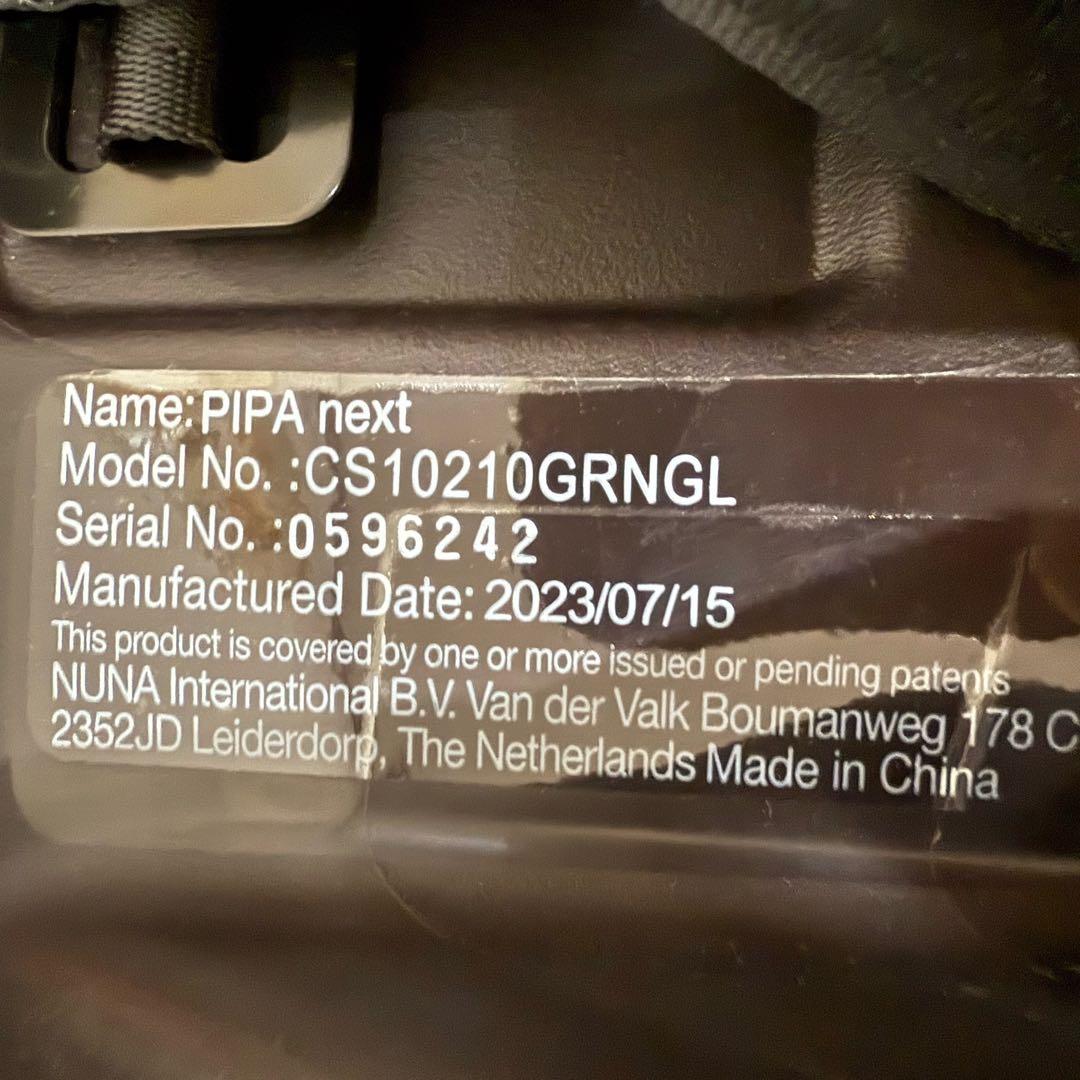 Name:PIPA next
Model No. :CS10210GRNGL
Serial No. :0596242
Manufactured Date: 2023/07/15
This product is covered by one or more issued or pending patents
NUNA International B.V. Van der Valk Boumanweg 178 C
2352JD Leiderdorp, The Netherlands Made in China